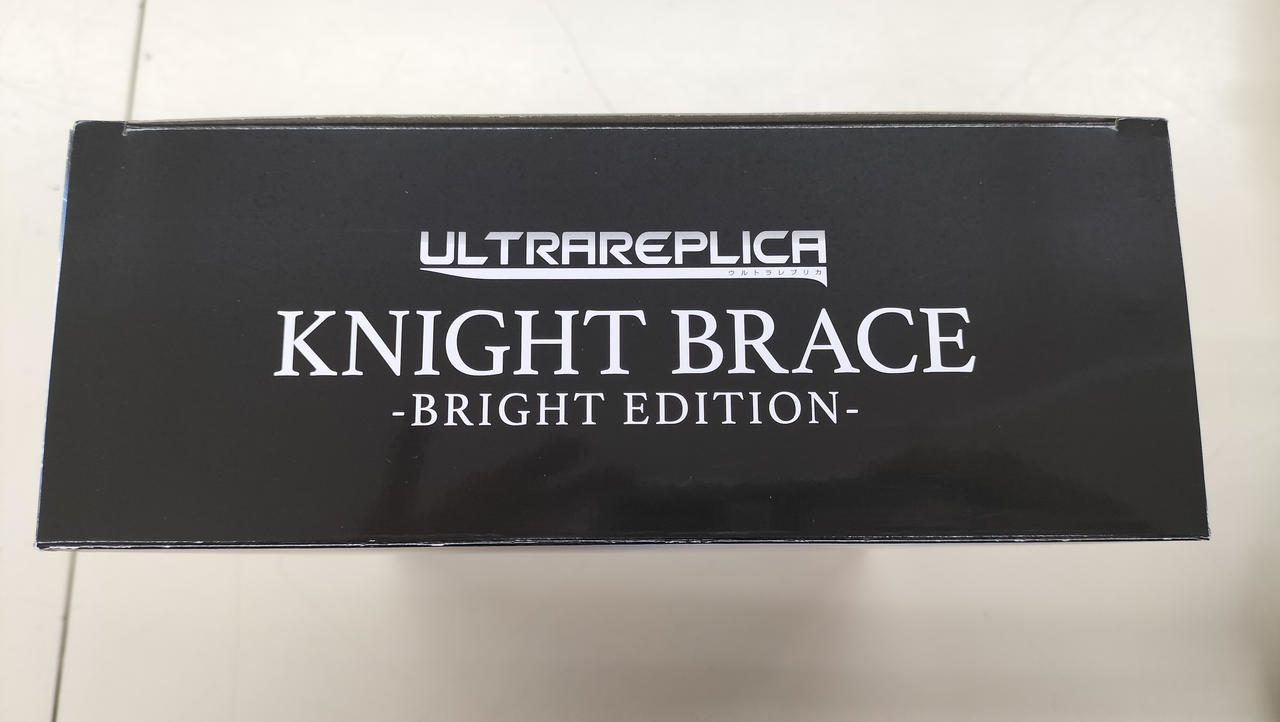 ULTRAREPLICA
ウルトラレプリカ
KNIGHT BRACE
-BRIGHT EDITION-